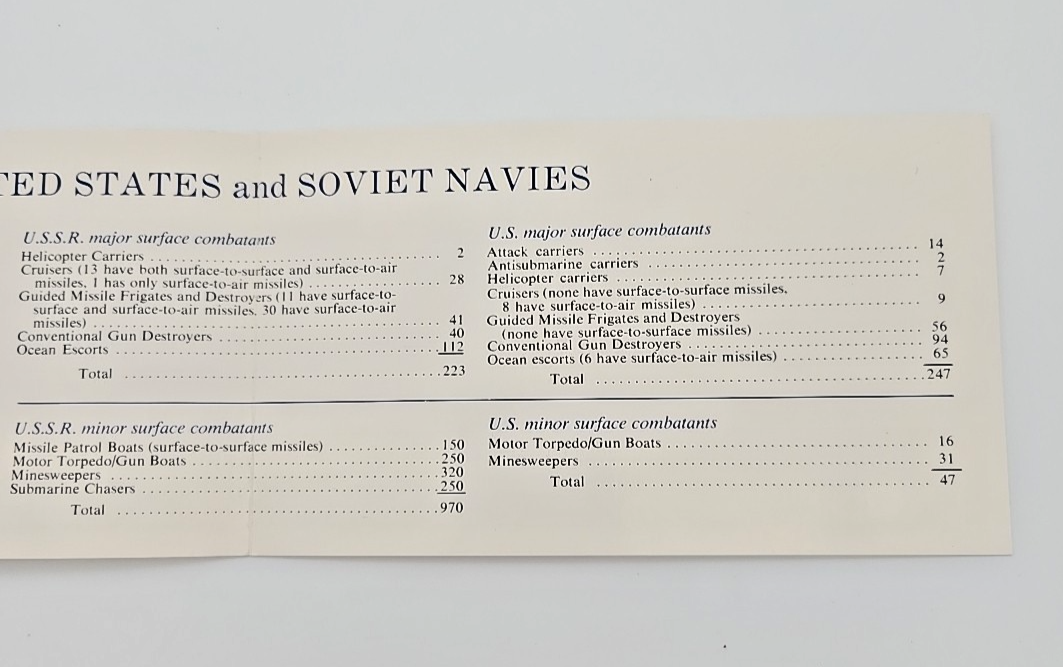 TED STATES and SOVIET NAVIES
U.S.S.R. major surface combatants
Helicopter Carriers . . . . . . . . . . . . . . . . . . . . . . . . . . . . . . . . . . . . . . . 2
Cruisers (13 have both surface-to-surface and surface-to-air
missiles, 1 has only surface-to-air missiles) . . . . . . . . . . . . . . . . . . 28
Guided Missile Frigates and Destroyers (11 have surface-to-
surface and surface-to-air missiles, 30 have surface-to-air
missiles) . . . . . . . . . . . . . . . . . . . . . . . . . . . . . . . . . . . . . . . . . . . . . 41
Conventional Gun Destroyers . . . . . . . . . . . . . . . . . . . . . . . . . . . . . 40
Ocean Escorts . . . . . . . . . . . . . . . . . . . . . . . . . . . . . . . . . . . . . . . . . . 112
Total . . . . . . . . . . . . . . . . . . . . . . . . . . . . . . . . . . . . . . . . . 223
U.S. major surface combatants
Attack carriers . . . . . . . . . . . . . . . . . . . . . . . . . . . . . . . . . . . . . . . . . . 14
Antisubmarine carriers . . . . . . . . . . . . . . . . . . . . . . . . . . . . . . . . . . . 2
Helicopter carriers . . . . . . . . . . . . . . . . . . . . . . . . . . . . . . . . . . . . . . . 7
Cruisers (none have surface-to-surface missiles,
8 have surface-to-air missiles) . . . . . . . . . . . . . . . . . . . . . . . . . . . . 9
Guided Missile Frigates and Destroyers
(none have surface-to-surface missiles) . . . . . . . . . . . . . . . . . . . . . 56
Conventional Gun Destroyers . . . . . . . . . . . . . . . . . . . . . . . . . . . . . . . 94
Ocean escorts (6 have surface-to-air missiles) . . . . . . . . . . . . . . . . . . . 65
Total . . . . . . . . . . . . . . . . . . . . . . . . . . . . . . . . . . . . . . . . . . . 247
U.S.S.R. minor surface combatants
Missile Patrol Boats (surface-to-surface missiles) . . . . . . . . . . . . . . . 150
Motor Torpedo/Gun Boats . . . . . . . . . . . . . . . . . . . . . . . . . . . . . . . . 250
Minesweepers . . . . . . . . . . . . . . . . . . . . . . . . . . . . . . . . . . . . . . . . . . 320
Submarine Chasers . . . . . . . . . . . . . . . . . . . . . . . . . . . . . . . . . . . . . . 250
Total . . . . . . . . . . . . . . . . . . . . . . . . . . . . . . . . . . . . . . . . . . 970
U.S. minor surface combatants
Motor Torpedo/Gun Boats . . . . . . . . . . . . . . . . . . . . . . . . . . . . . . . . . . 16
Minesweepers . . . . . . . . . . . . . . . . . . . . . . . . . . . . . . . . . . . . . . . . . . . . 31
Total . . . . . . . . . . . . . . . . . . . . . . . . . . . . . . . . . . . . . . . . . . . . 47